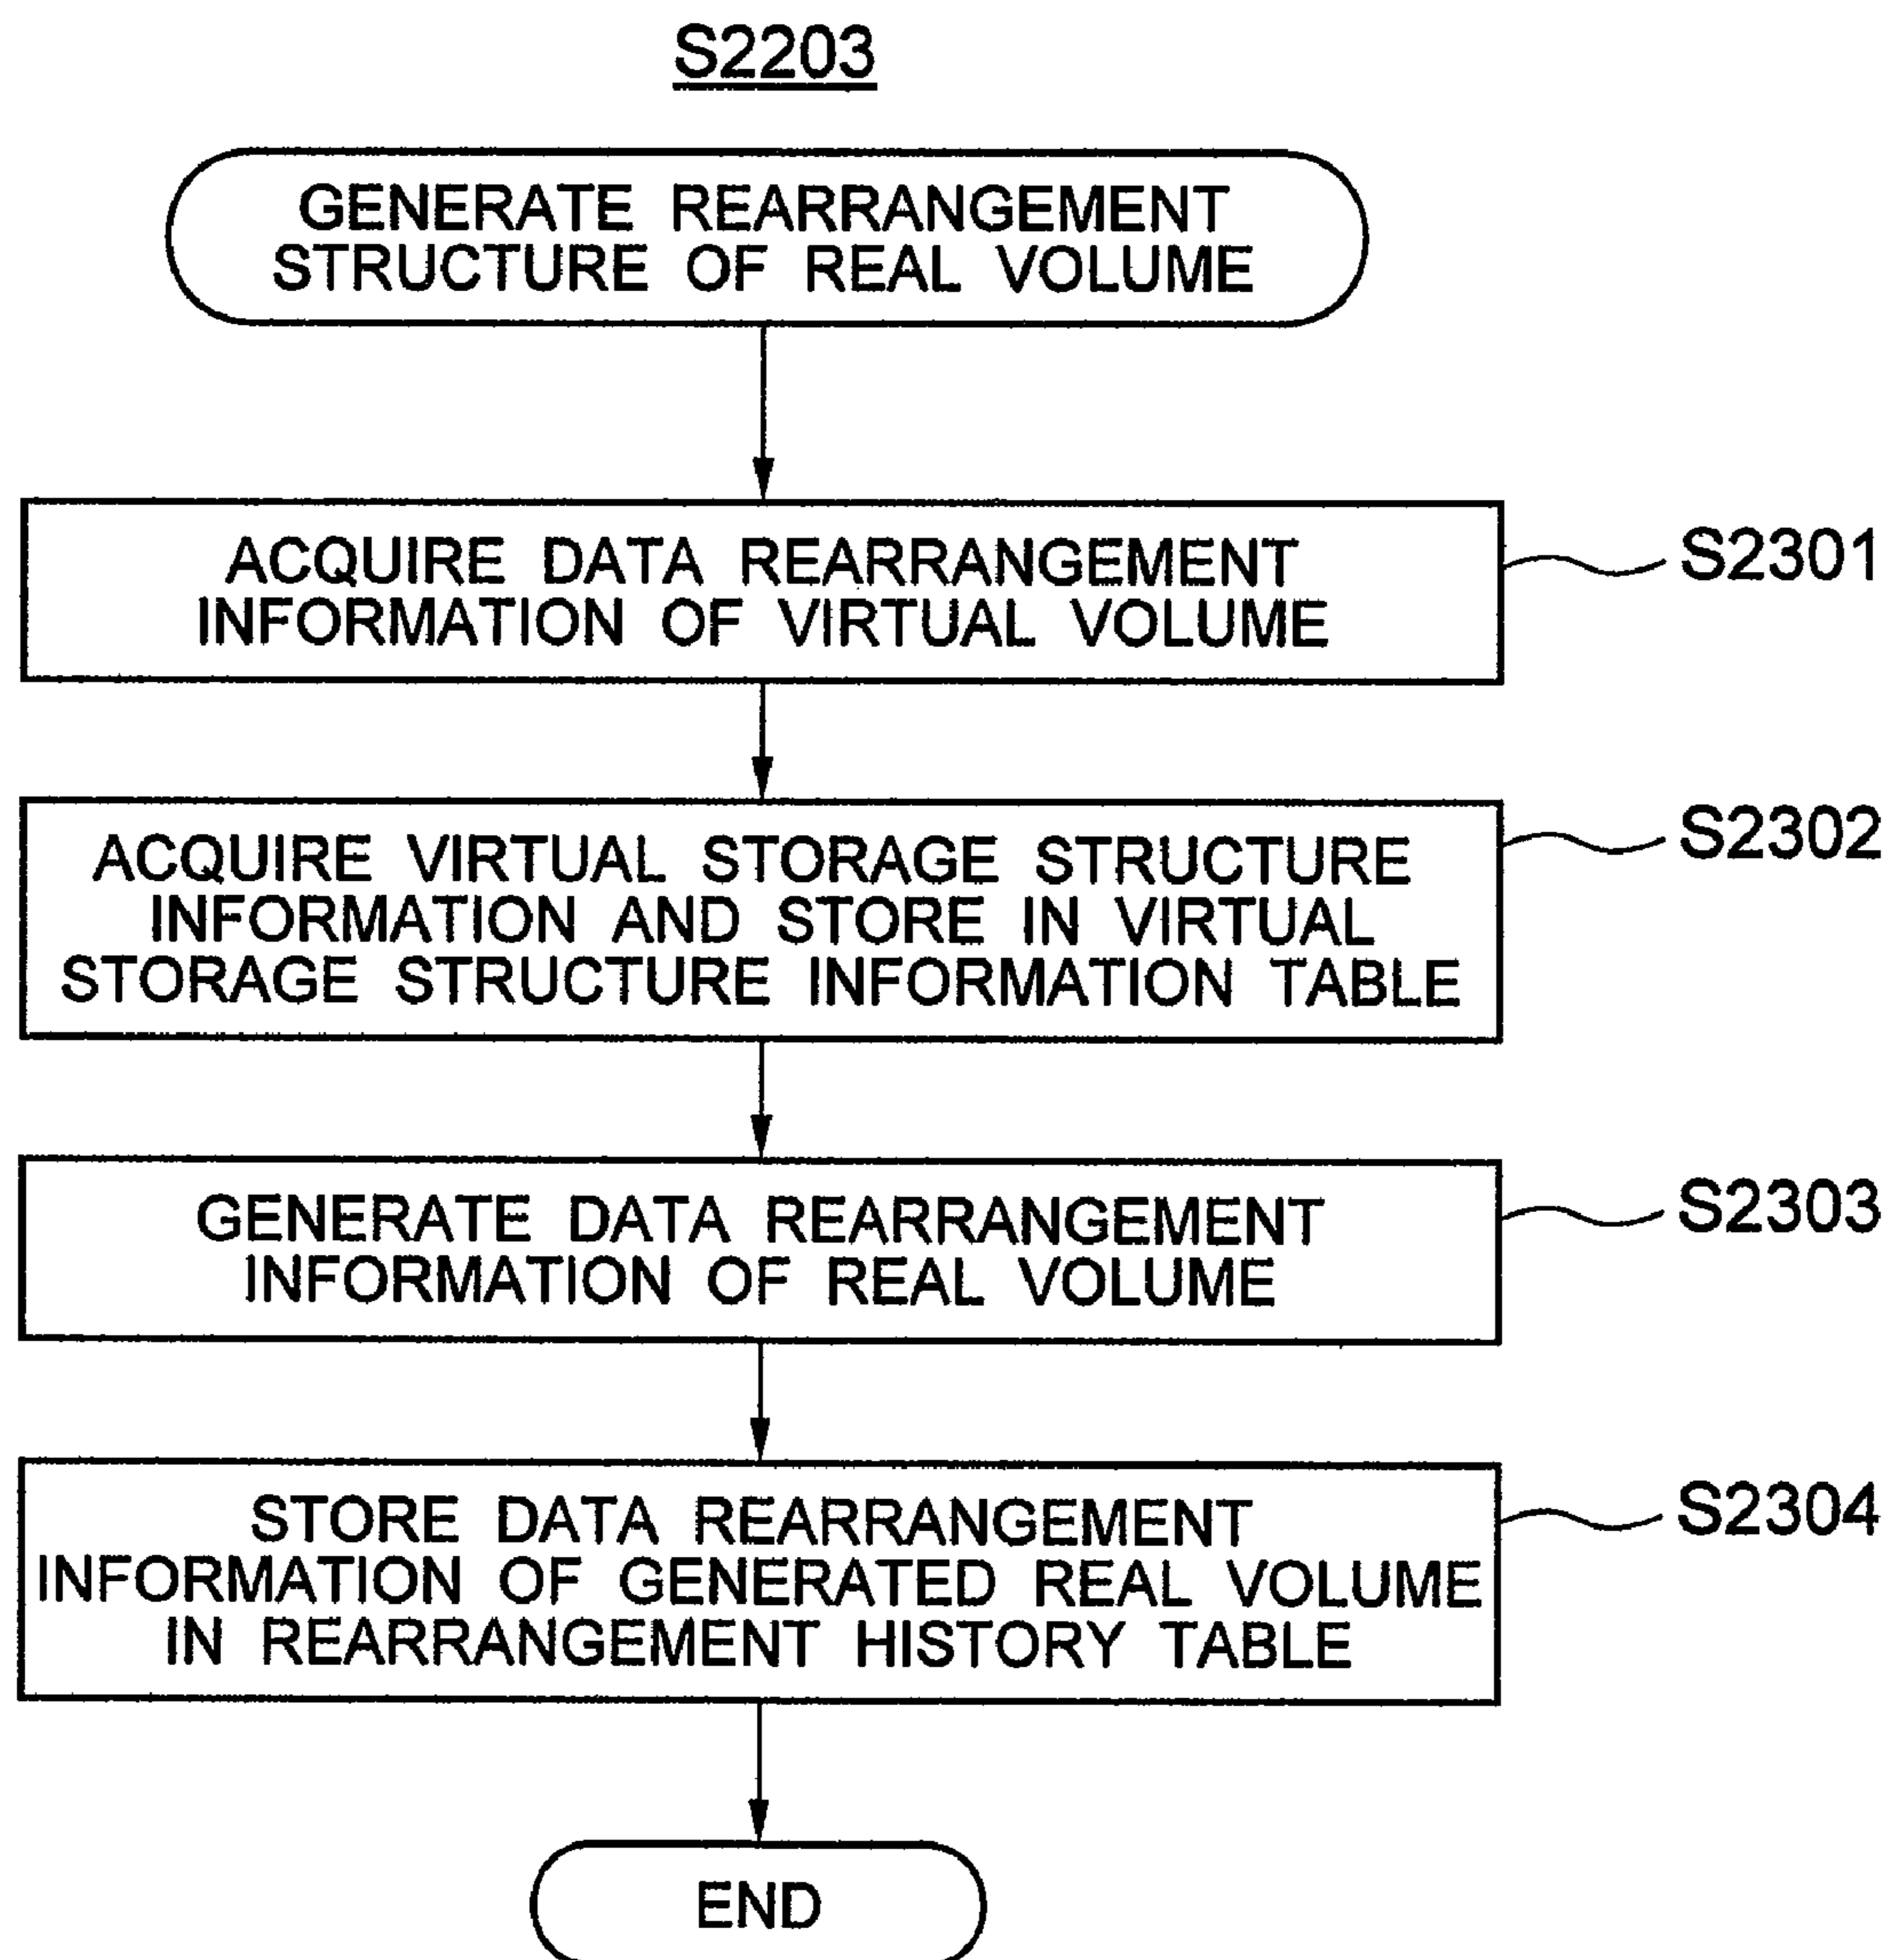 S2203
GENERATE REARRANGEMENT
STRUCTURE OF REAL VOLUME
ACQUIRE DATA REARRANGEMENT
INFORMATION OF VIRTUAL VOLUME
S2301
ACQUIRE VIRTUAL STORAGE STRUCTURE
INFORMATION AND STORE IN VIRTUAL
STORAGE STRUCTURE INFORMATION TABLE
S2302
GENERATE DATA REARRANGEMENT
INFORMATION OF REAL VOLUME
S2303
STORE DATA REARRANGEMENT
INFORMATION OF GENERATED REAL VOLUME
IN REARRANGEMENT HISTORY TABLE
S2304
END